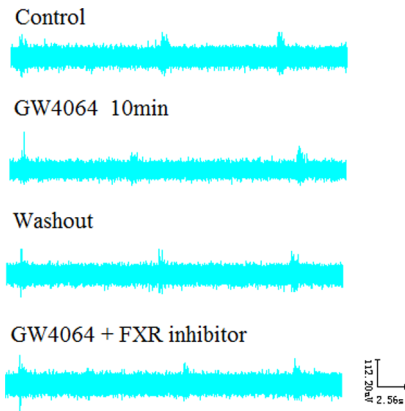 Control
GW4064 10min
Washout
GW4064 + FXR inhibitor
112.20mV
2.56s